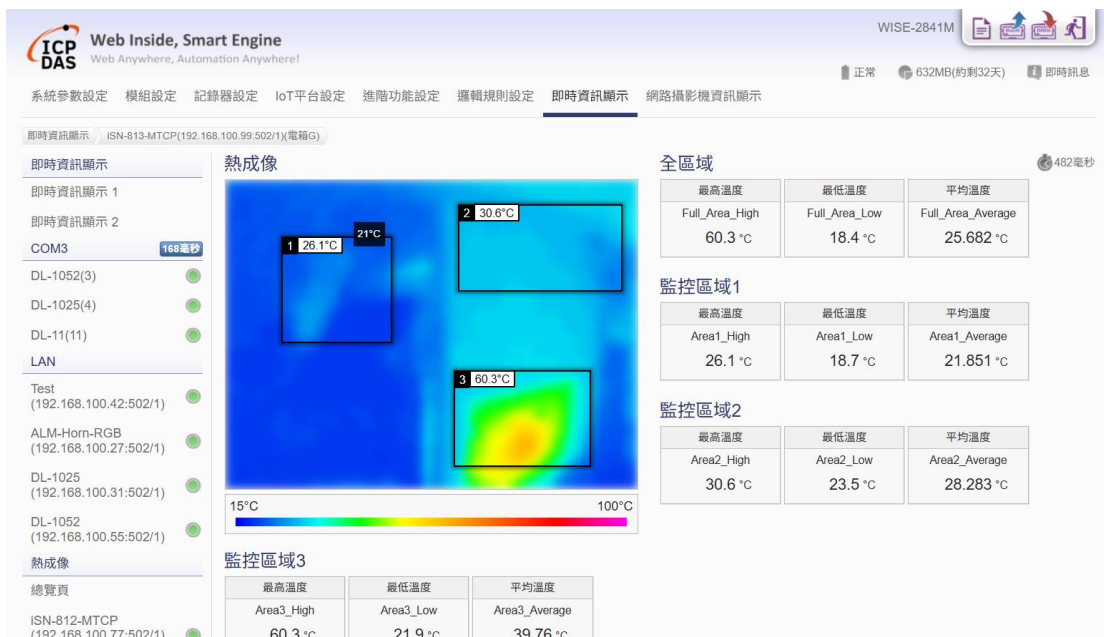 ICP DAS
Web Inside, Smart Engine
Web Anywhere, Automation Anywhere!
WISE-2841M
正常 632MB(約剩32天) 即時訊息
系統參數設定 模組設定 記錄器設定 IoT平台設定 進階功能設定 邏輯規則設定 即時資訊顯示 網路攝影機資訊顯示
即時資訊顯示 iSN-813-MTCP(192.168.100.99:502/1)(電箱G)
即時資訊顯示
即時資訊顯示 1
即時資訊顯示 2
COM3 168毫秒
DL-1052(3)
DL-1025(4)
DL-11(11)
LAN
Test
(192.168.100.42:502/1)
ALM-Horn-RGB
(192.168.100.27:502/1)
DL-1025
(192.168.100.31:502/1)
DL-1052
(192.168.100.55:502/1)
熱成像
總覽頁
iSN-812-MTCP
(192.168.100.77:502/1)
熱成像
2 30.6°C
21°C
1 26.1°C
3 60.3°C
15°C 100°C
監控區域3
最高溫度 最低溫度 平均溫度
Area3_High Area3_Low Area3_Average
60.3 °C 21.9 °C 39.76 °C
全區域 482毫秒
最高溫度 最低溫度 平均溫度
Full_Area_High Full_Area_Low Full_Area_Average
60.3 °C 18.4 °C 25.682 °C
監控區域1
最高溫度 最低溫度 平均溫度
Area1_High Area1_Low Area1_Average
26.1 °C 18.7 °C 21.851 °C
監控區域2
最高溫度 最低溫度 平均溫度
Area2_High Area2_Low Area2_Average
30.6 °C 23.5 °C 28.283 °C